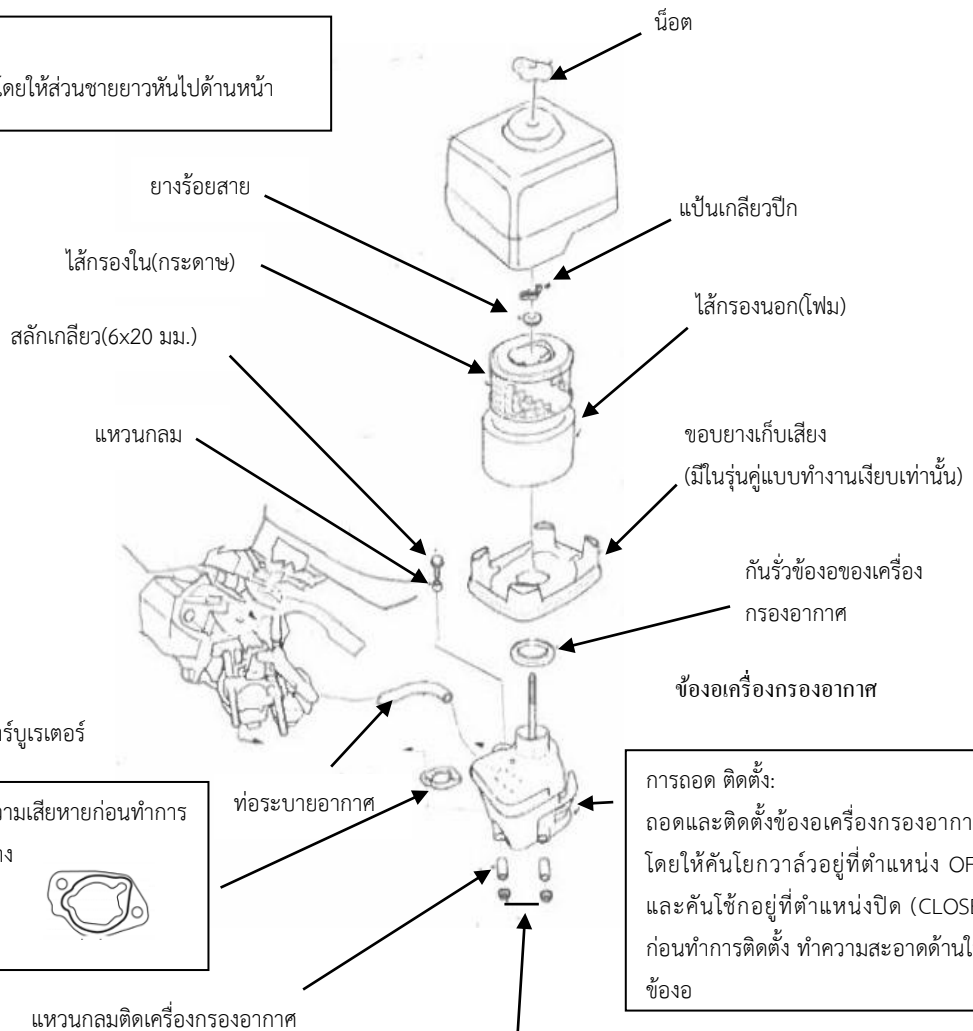 น็อต
โดยให้ส่วนชายยาวหันไปด้านหน้า
ยางร้อยสาย
แป้นเกลียวปีก
ไส้กรองใน(กระดาษ)
ไส้กรองนอก(โฟม)
สลักเกลียว(6x20 มม.)
แหวนกลม
ขอบยางเก็บเสียง
(มีในรุ่นคู่แบบทำงานเงียบเท่านั้น)
กันรั่วข้องอของเครื่อง
กรองอากาศ
ข้องอเครื่องกรองอากาศ
ร์บูเรเตอร์
ท่อระบายอากาศ
วามเสียหายก่อนทำการ
าง
การถอด ติดตั้ง:
ถอดและติดตั้งข้องอเครื่องกรองอากา
โดยให้คันโยกวาล์วอยู่ที่ตำแหน่ง OF
และคันโช้กอยู่ที่ตำแหน่งปิด (CLOSE
ก่อนทำการติดตั้ง ทำความสะอาดด้านใ
ข้องอ
แหวนกลมติดเครื่องกรองอากาศ